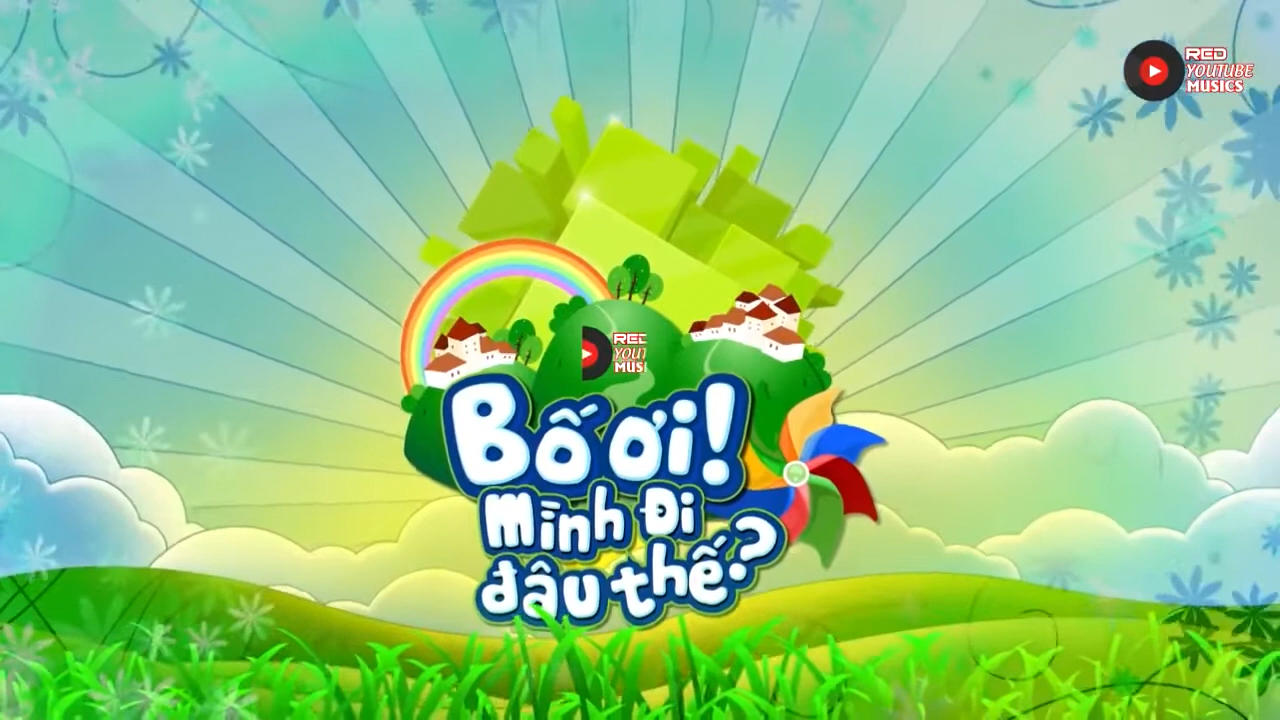 RED
YOUTUBE
MUSICS
Bố ơi!
mình Đi
đâu thế?